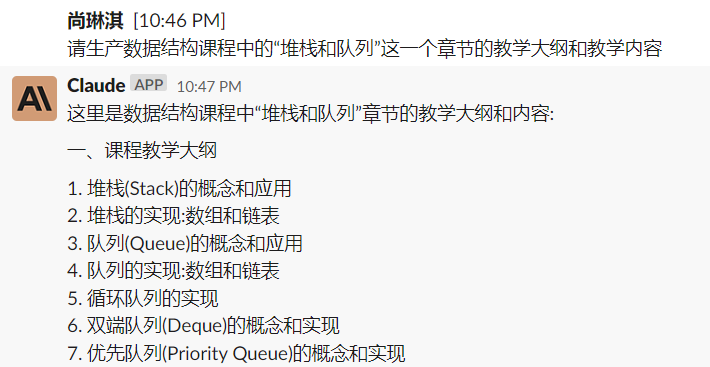 尚琳淇 [10:46 PM]
请生产数据结构课程中的“堆栈和队列”这一个章节的教学大纲和教学内容
Claude APP 10:47 PM
这里是数据结构课程中“堆栈和队列”章节的教学大纲和内容:
一、课程教学大纲
1. 堆栈(Stack)的概念和应用
2. 堆栈的实现:数组和链表
3. 队列(Queue)的概念和应用
4. 队列的实现:数组和链表
5. 循环队列的实现
6. 双端队列(Deque)的概念和实现
7. 优先队列(Priority Queue)的概念和实现